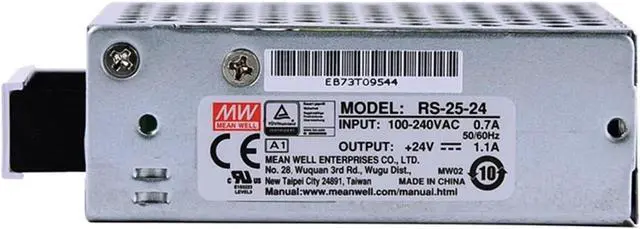 EB73T09544
MW
MEAN WELL
MODEL: RS-25-24
INPUT: 100-240VAC 0.7A
50/60Hz
OUTPUT: +24V 1.1A
A1
MEAN WELL ENTERPRISES CO., LTD.
No. 28, Wuquan 3rd Rd., Wugu Dist.,
New Taipei City 24891, Taiwan
MW02
MADE IN CHINA
Manual:www.meanwell.com/manual.html
CE
E183223
LEVEL3
10